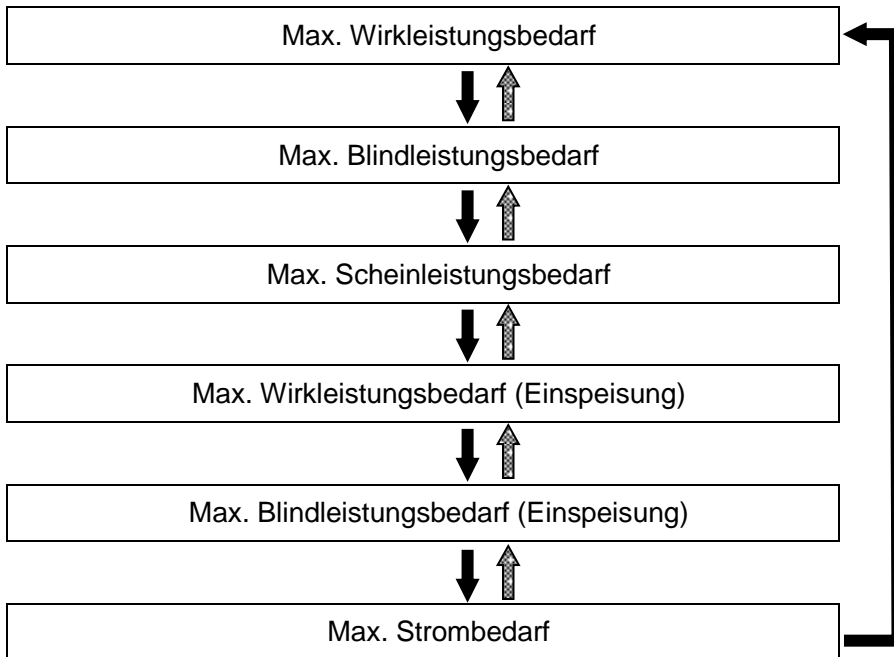 Max. Wirkleistungsbedarf
Max. Blindleistungsbedarf
Max. Scheinleistungsbedarf
Max. Wirkleistungsbedarf (Einspeisung)
Max. Blindleistungsbedarf (Einspeisung)
Max. Strombedarf